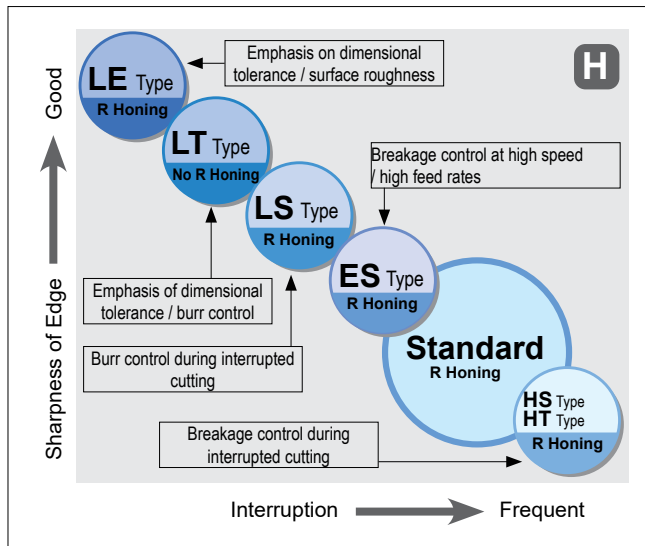 Emphasis on dimensional
tolerance / surface roughness
H
LE Type
R Honing
LT Type
No R Honing
Breakage control at high speed
/ high feed rates
LS Type
R Honing
ES Type
R Honing
Emphasis of dimensional
tolerance / burr control
Burr control during interrupted
cutting
Standard
R Honing
HS Type
HT Type
R Honing
Breakage control during
interrupted cutting
Good
Sharpness of Edge
Interruption
Frequent